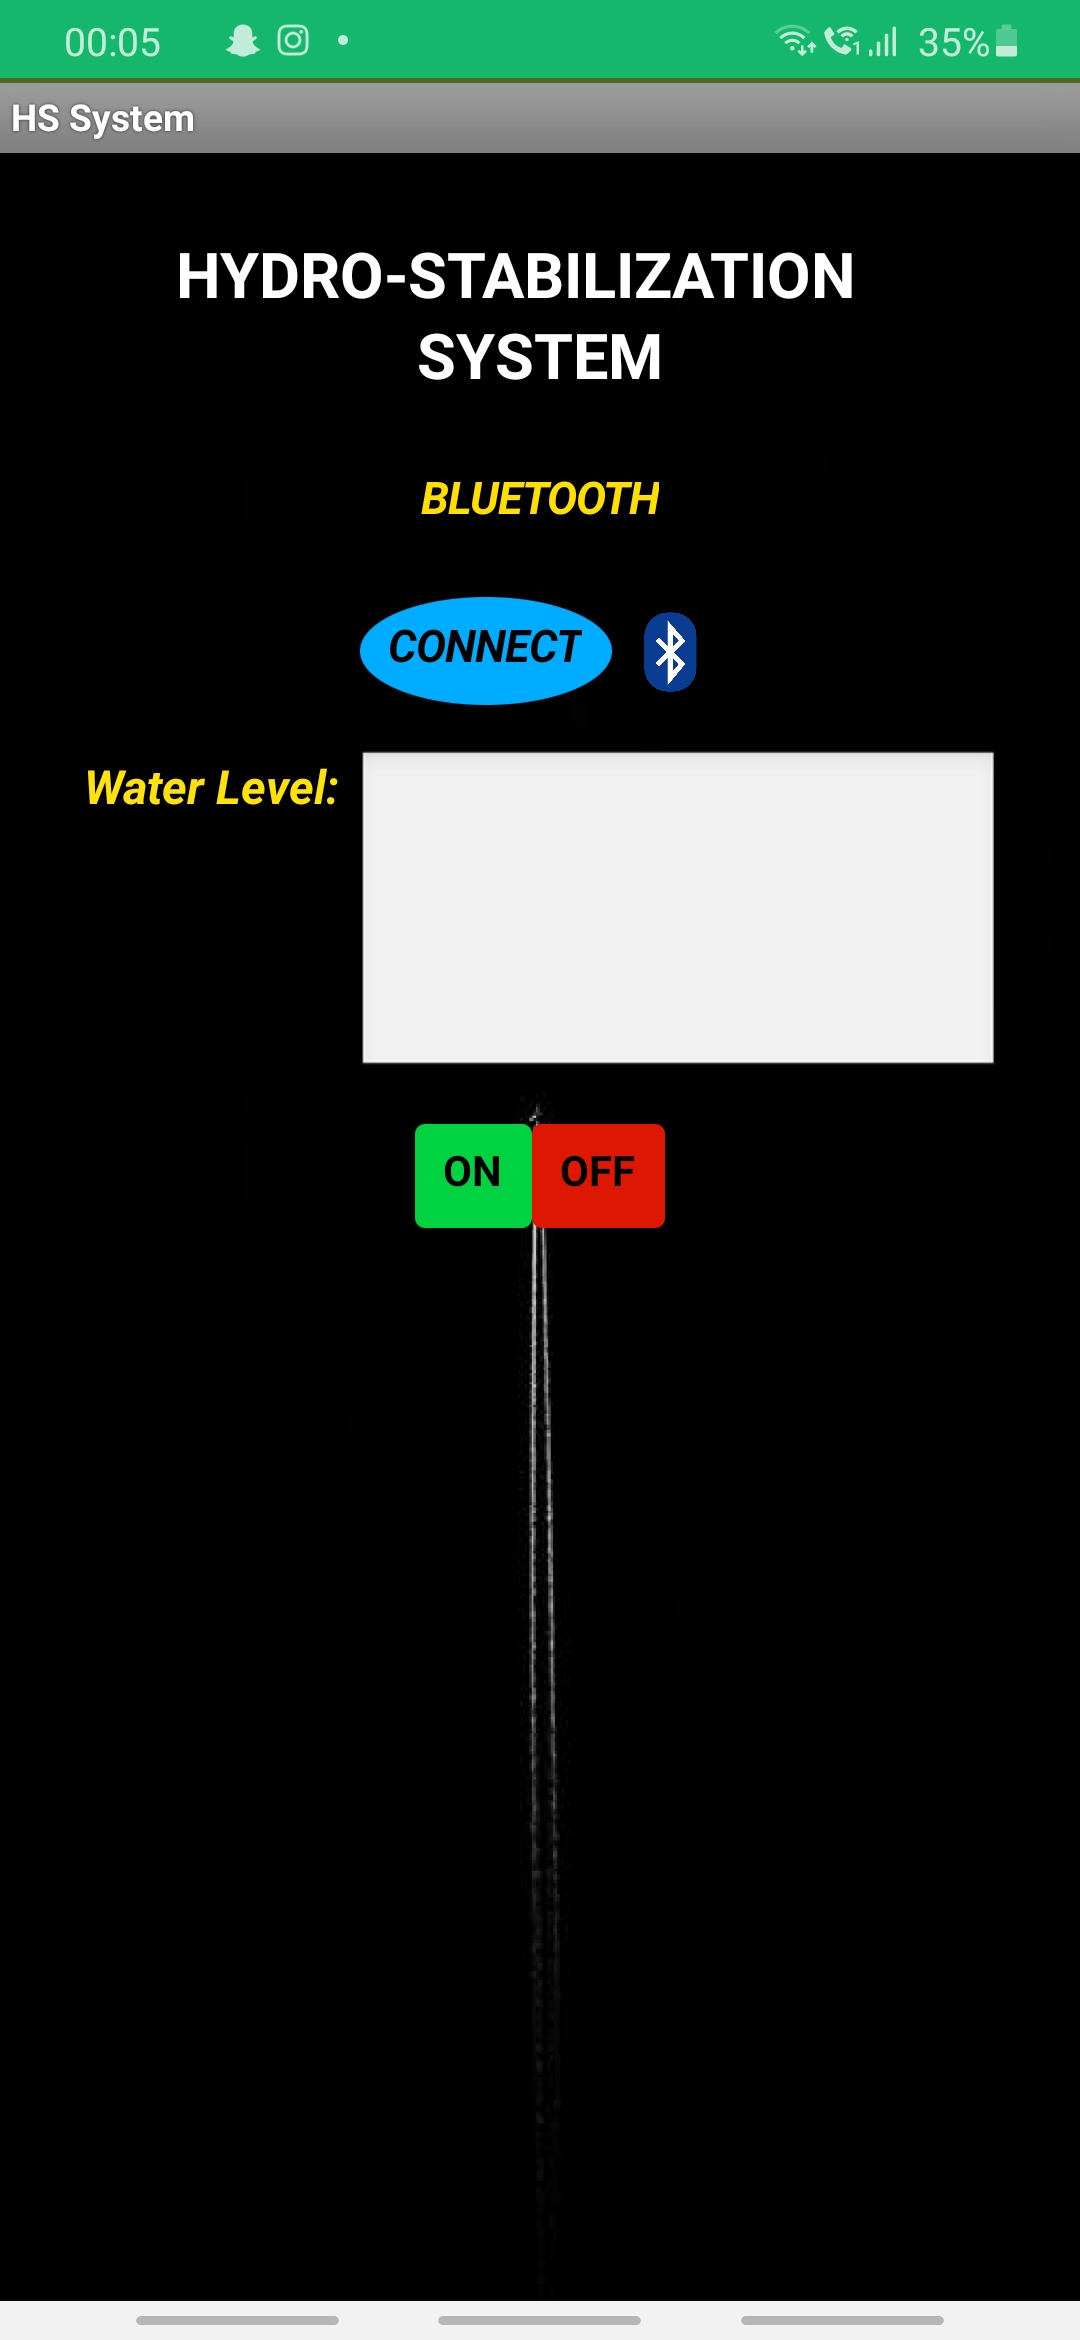 00:05 35%
HS System
HYDRO-STABILIZATION
SYSTEM
BLUETOOTH
CONNECT
Water Level:
ON OFF